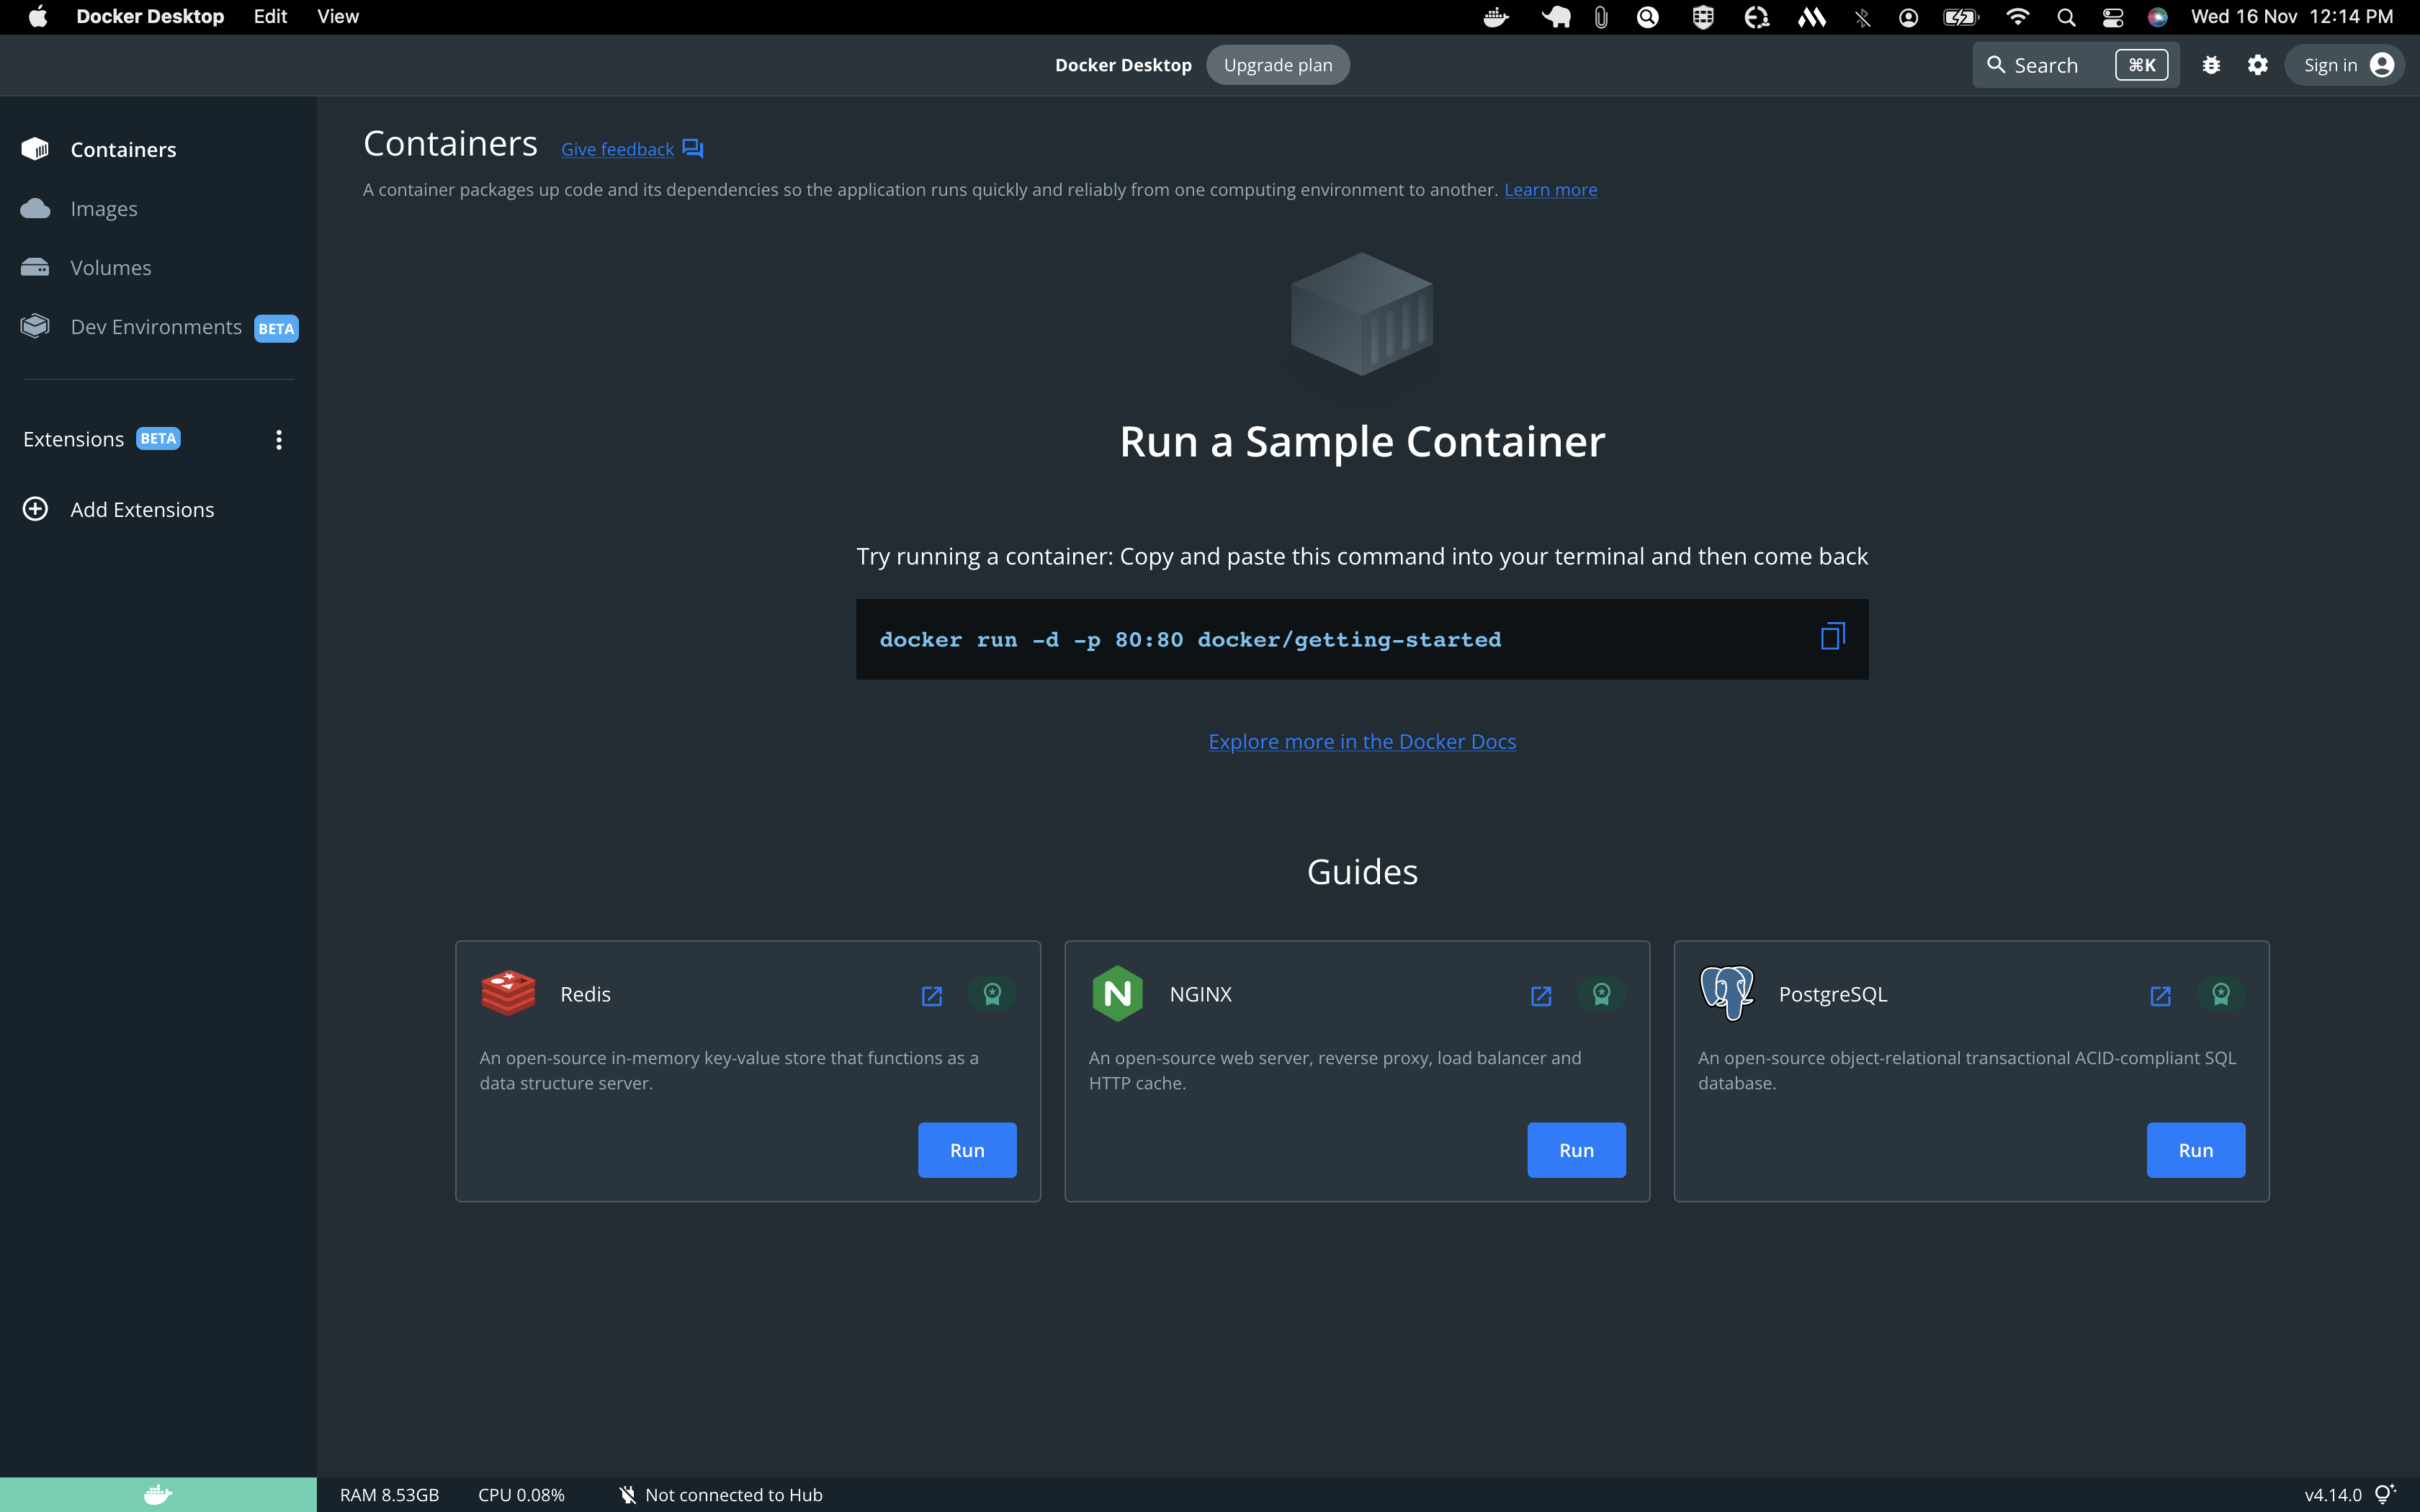 Docker Desktop Edit View Wed 16 Nov 12:14 PM
Docker Desktop Upgrade plan Search ⌘K Sign in
Containers
Images
Volumes
Dev Environments BETA
Extensions BETA
Add Extensions
Containers Give feedback
A container packages up code and its dependencies so the application runs quickly and reliably from one computing environment to another. Learn more
Run a Sample Container
Try running a container: Copy and paste this command into your terminal and then come back
docker run -d -p 80:80 docker/getting-started
Explore more in the Docker Docs
Guides
Redis
An open-source in-memory key-value store that functions as a
data structure server.
Run
NGINX
An open-source web server, reverse proxy, load balancer and
HTTP cache.
Run
PostgreSQL
An open-source object-relational transactional ACID-compliant SQL
database.
Run
RAM 8.53GB CPU 0.08% Not connected to Hub v4.14.0